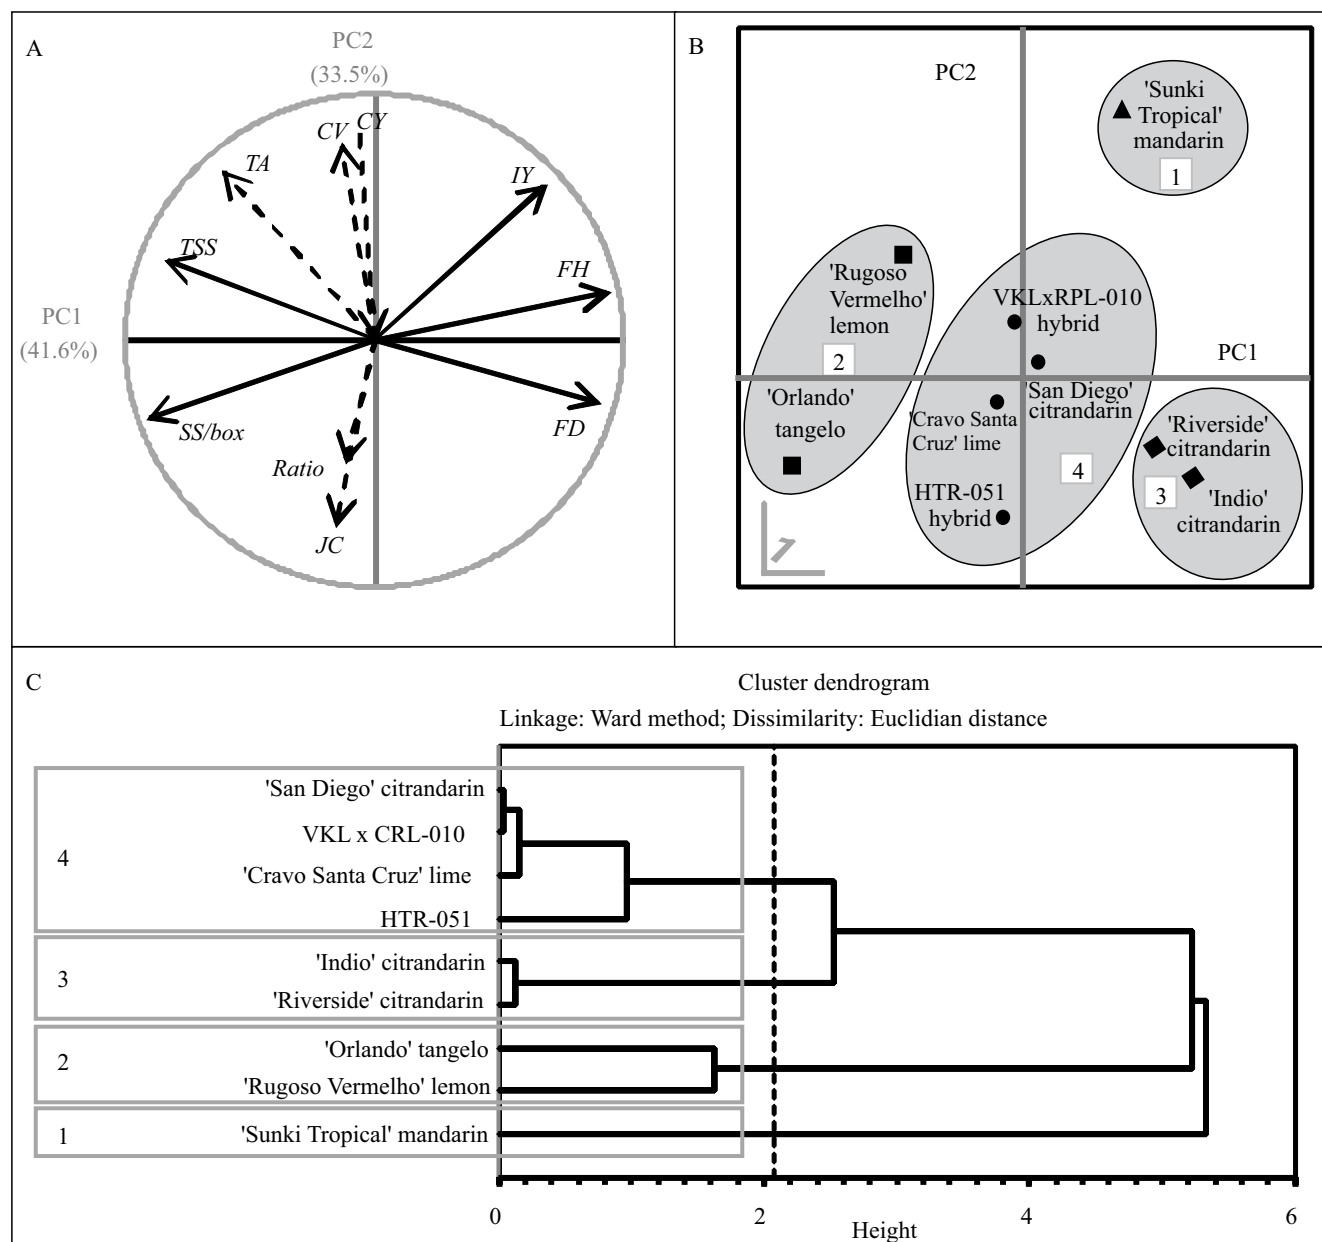 A
PC2
(33.5%)
CV
CY
TA
IY
TSS
FH
PC1
(41.6%)
SS/box
FD
Ratio
JC
B
PC2
'Sunki
Tropical'
mandarin
1
'Rugoso
Vermelho'
lemon
2
VKLxRPL-010
hybrid
PC1
'Orlando'
tangelo
'San Diego'
citrandarin
'Cravo Santa
Cruz' lime
4
'Riverside'
citrandarin
3
'Indio'
citrandarin
HTR-051
hybrid
1
C
Cluster dendrogram
Linkage: Ward method; Dissimilarity: Euclidian distance
4
'San Diego' citrandarin
VKL x CRL-010
'Cravo Santa Cruz' lime
HTR-051
3
'Indio' citrandarin
'Riverside' citrandarin
2
'Orlando' tangelo
'Rugoso Vermelho' lemon
1
'Sunki Tropical' mandarin
0 2 4 6
Height